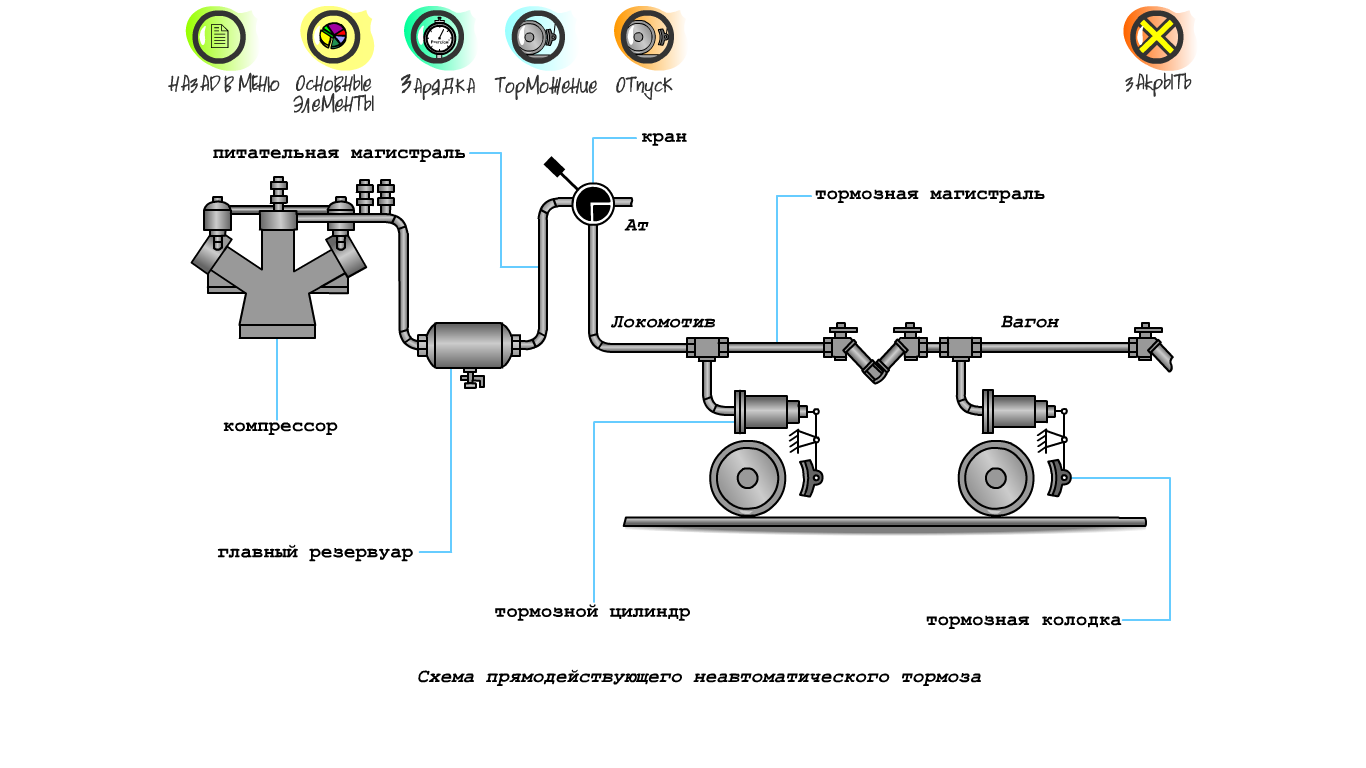 НАЗАД В МЕНЮ
ОСНОВНЫЕ
ЭЛЕМЕНТЫ
ЗАРЯДКА
ТОРМОЖЕНИЕ
ОТПУСК
ЗАКРЫТЬ
кран
питательная магистраль
тормозная магистраль
Ат
Локомотив
Вагон
компрессор
главный резервуар
тормозной цилиндр
тормозная колодка
Схема прямодействующего неавтоматического тормоза